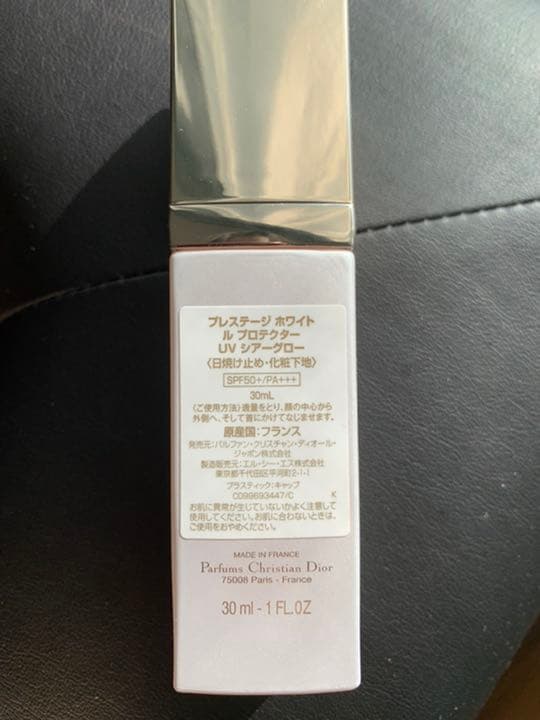 プレステージ ホワイト
ル プロテクター
UV シアーグロー
〈日焼け止め・化粧下地〉
SPF50+/PA+++
30mL
〈ご使用方法〉適量をとり、顔の中心から
外側へ、そして首にかけてなじませます。
原産国:フランス
発売元:パルファン・クリスチャン・ディオール・
ジャポン株式会社
製造販売元:エル・シー・エス株式会社
東京都千代田区平河町2-1-1
プラスティック:キャップ
C099693447/C K
お肌に異常が生じていないかよく注意して
使用してください。お肌に合わないときは、
ご使用をおやめください。
MADE IN FRANCE
Parfums Christian Dior
75008 Paris - France
30 ml - 1 FL.OZ